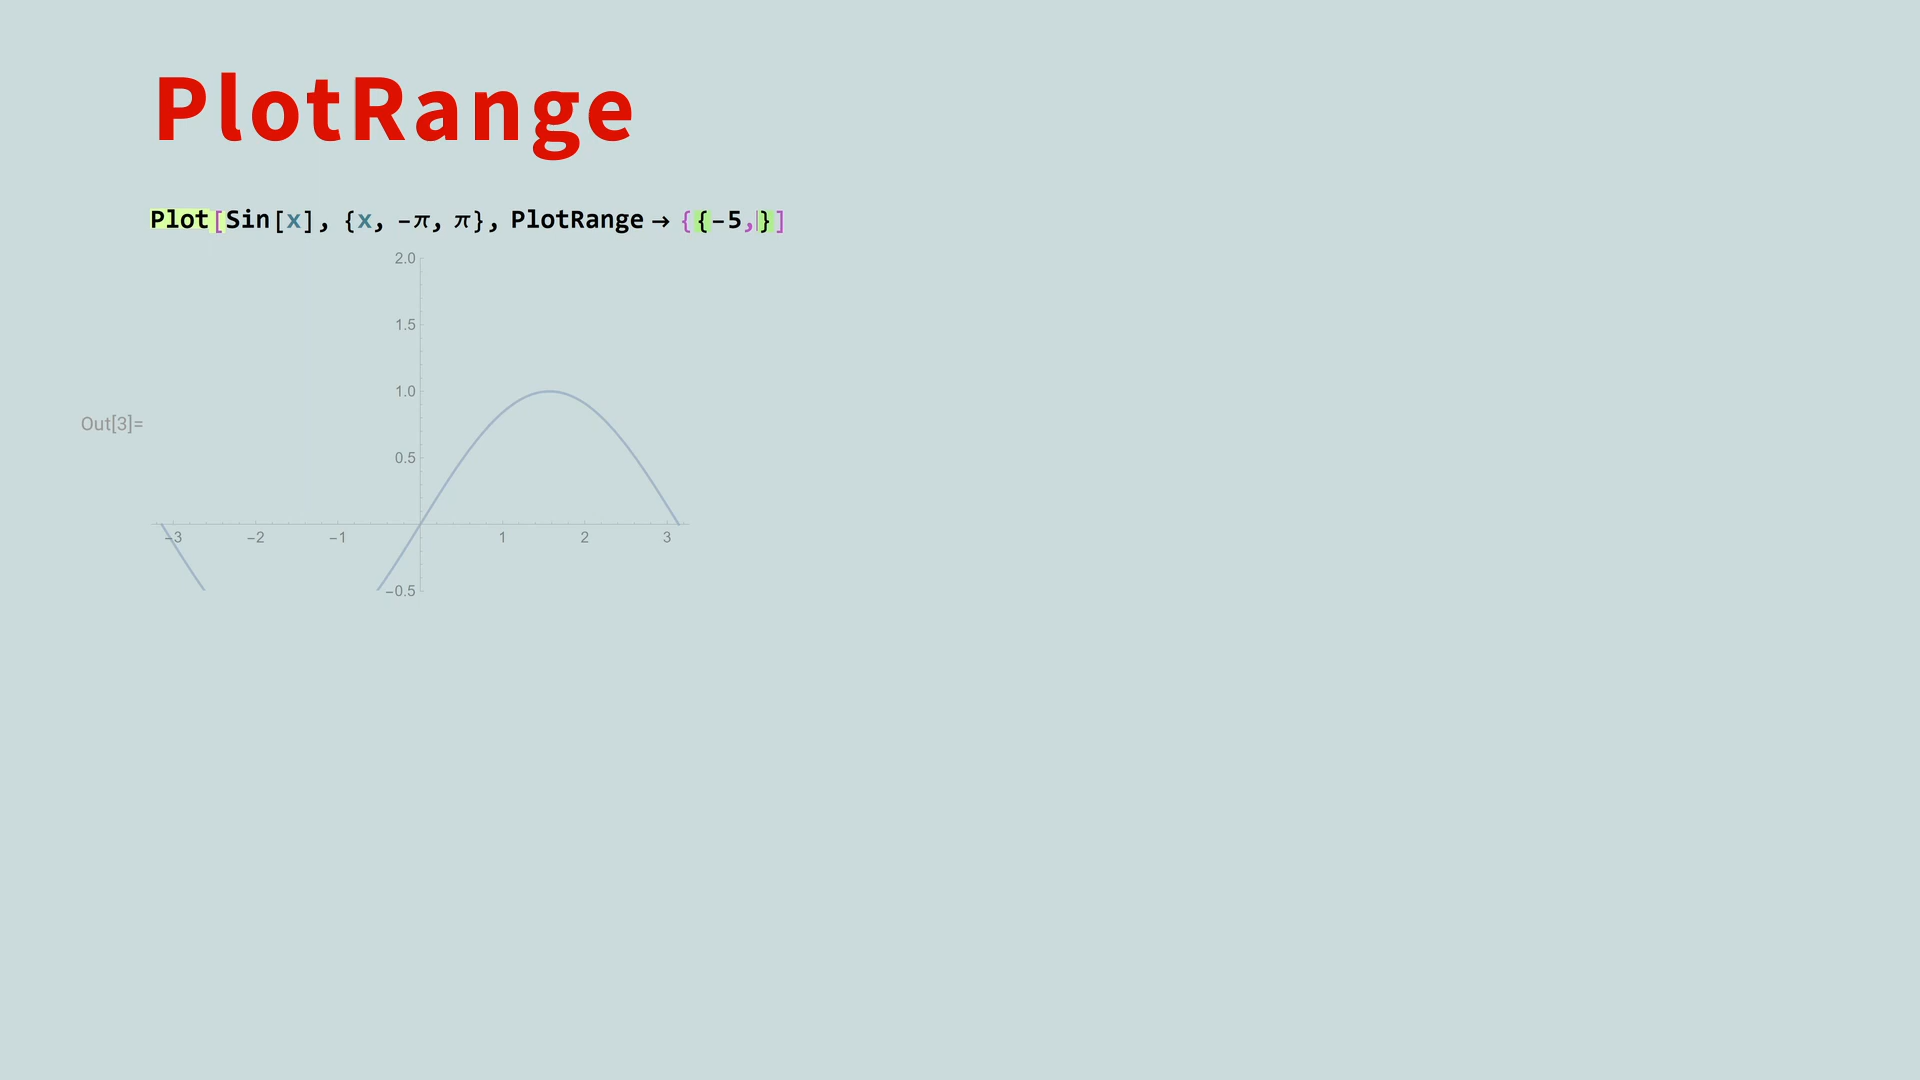 PlotRange
Plot[Sin[x], {x, -π, π}, PlotRange → {{-5,}]
2.0
1.5
1.0
Out[3]=
0.5
-3 -2 -1 1 2 3
-0.5